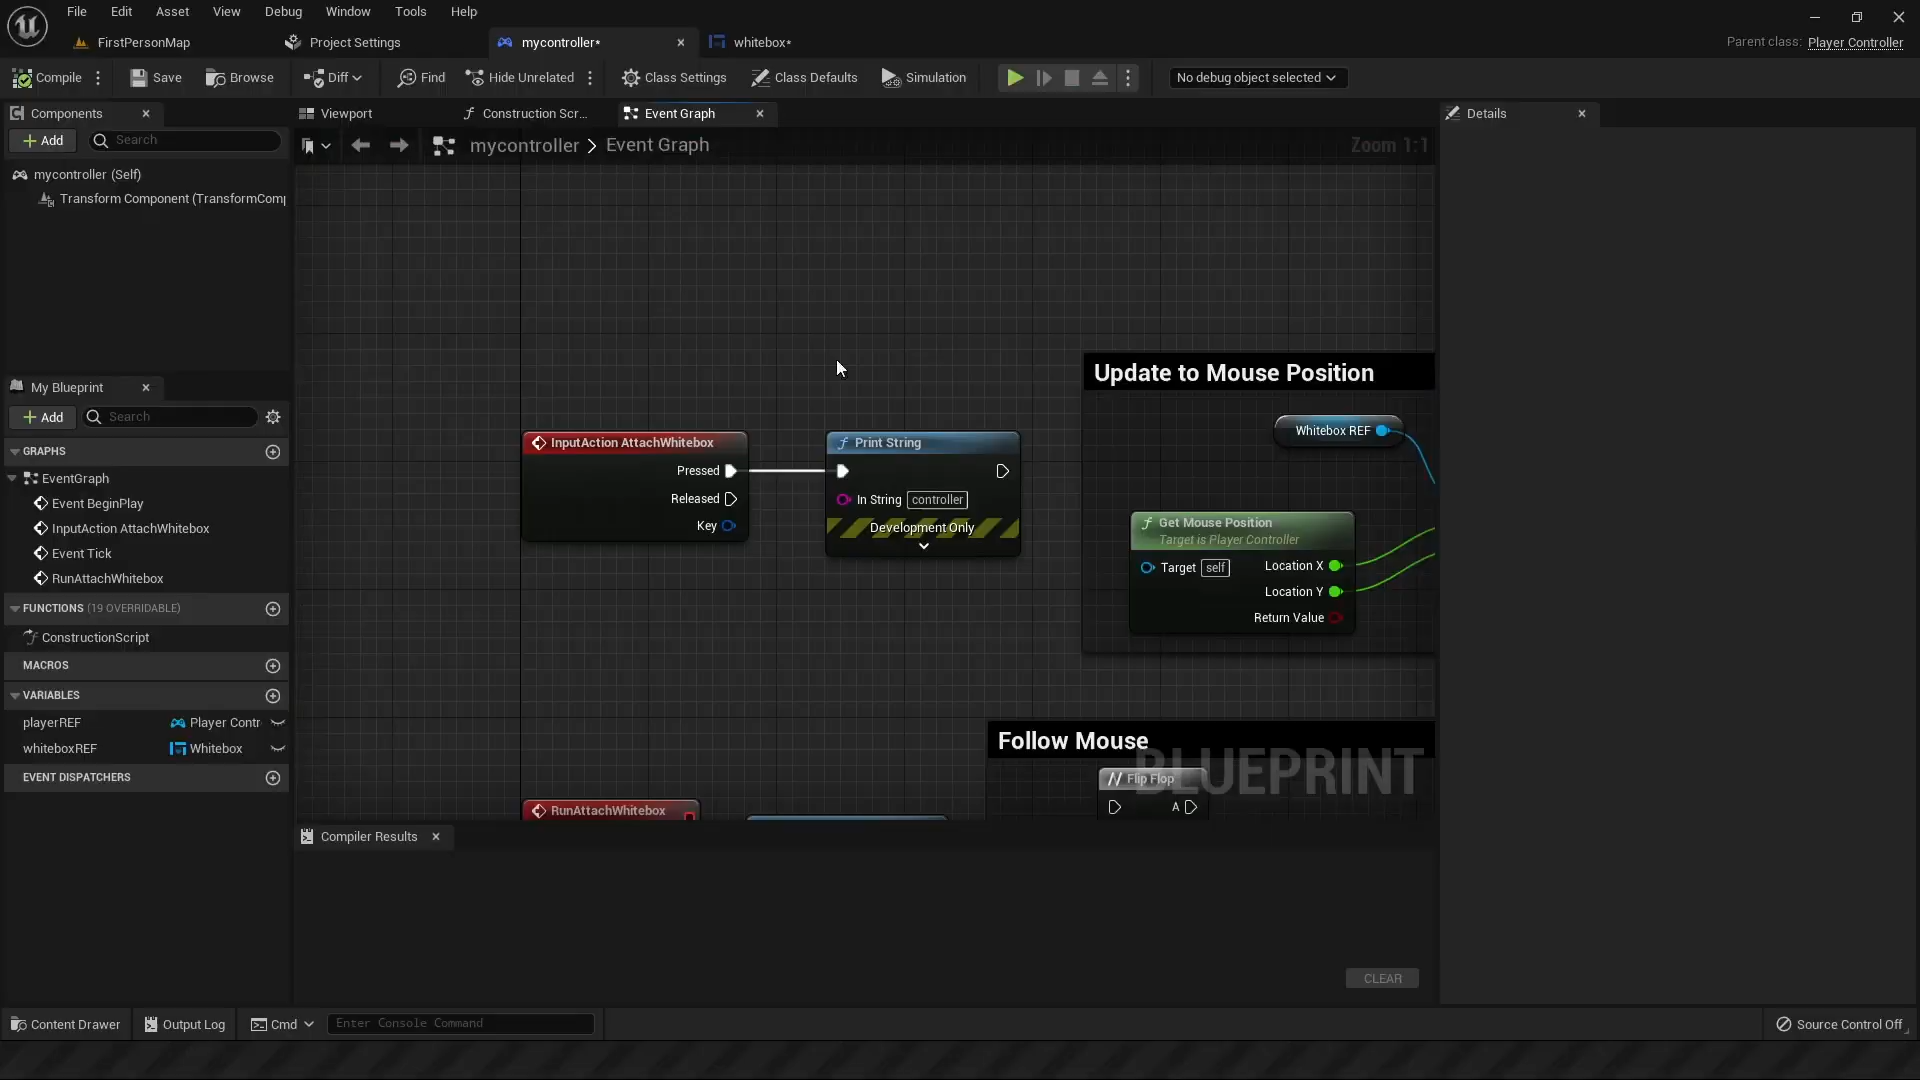 File Edit Asset View Debug Window Tools Help
FirstPersonMap Project Settings mycontroller* whitebox*
Parent class: Player Controller
Compile Save Browse Diff Find Hide Unrelated Class Settings Class Defaults Simulation No debug object selected
Components
Add Search
mycontroller (Self)
Transform Component (TransformComp
Viewport Construction Scr... Event Graph
mycontroller > Event Graph
Zoom 1:1
Details
Update to Mouse Position
Whitebox REF
InputAction AttachWhitebox
Pressed
Released
Key
Print String
In String controller
Development Only
Get Mouse Position
Target is Player Controller
Target self Location X
Location Y
Return Value
Follow Mouse
BLUEPRINT
Flip Flop
A
RunAttachWhitebox
My Blueprint
Add Search
GRAPHS
EventGraph
Event BeginPlay
InputAction AttachWhitebox
Event Tick
RunAttachWhitebox
FUNCTIONS (19 OVERRIDABLE)
ConstructionScript
MACROS
VARIABLES
playerREF Player Contr
whiteboxREF Whitebox
EVENT DISPATCHERS
Compiler Results
CLEAR
Content Drawer Output Log Cmd Enter Console Command Source Control Off